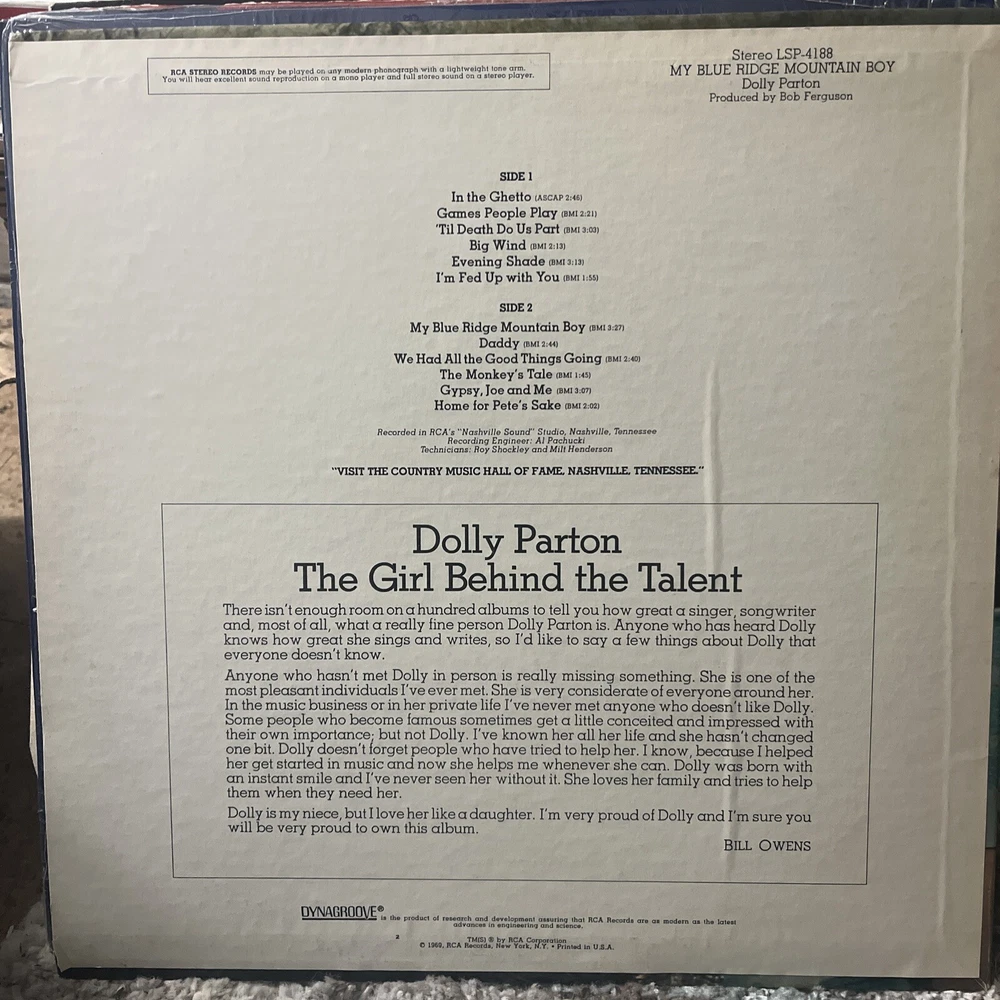 RCA STEREO RECORDS may be played on any modern phonograph with a lightweight tone arm.
You will hear excellent sound reproduction on a mono player and full stereo sound on a stereo player.
Stereo LSP-4188
MY BLUE RIDGE MOUNTAIN BOY
Dolly Parton
Produced by Bob Ferguson
SIDE 1
In the Ghetto (ASCAP 2:46)
Games People Play (BMI 2:21)
'Til Death Do Us Part (BMI 3:03)
Big Wind (BMI 2:13)
Evening Shade (BMI 3:13)
I'm Fed Up with You (BMI 1:55)
SIDE 2
My Blue Ridge Mountain Boy (BMI 3:27)
Daddy (BMI 2:44)
We Had All the Good Things Going (BMI 2:40)
The Monkey's Tale (BMI 1:45)
Gypsy, Joe and Me (BMI 3:07)
Home for Pete's Sake (BMI 2:02)
Recorded in RCA's "Nashville Sound" Studio, Nashville, Tennessee
Recording Engineer: Al Pachucki
Technicians: Roy Shockley and Milt Henderson
"VISIT THE COUNTRY MUSIC HALL OF FAME, NASHVILLE, TENNESSEE."
Dolly Parton
The Girl Behind the Talent
There isn't enough room on a hundred albums to tell you how great a singer, songwriter
and, most of all, what a really fine person Dolly Parton is. Anyone who has heard Dolly
knows how great she sings and writes, so I'd like to say a few things about Dolly that
everyone doesn't know.
Anyone who hasn't met Dolly in person is really missing something. She is one of the
most pleasant individuals I've ever met. She is very considerate of everyone around her.
In the music business or in her private life I've never met anyone who doesn't like Dolly.
Some people who become famous sometimes get a little conceited and impressed with
their own importance; but not Dolly. I've known her all her life and she hasn't changed
one bit. Dolly doesn't forget people who have tried to help her. I know, because I helped
her get started in music and now she helps me whenever she can. Dolly was born with
an instant smile and I've never seen her without it. She loves her family and tries to help
them when they need her.
Dolly is my niece, but I love her like a daughter. I'm very proud of Dolly and I'm sure you
will be very proud to own this album.
BILL OWENS
DYNAGROOVE® is the product of research and development assuring that RCA Records are as modern as the latest
advances in engineering and science.
2
TM(S) ® by RCA Corporation
© 1969, RCA Records, New York, N.Y. • Printed in U.S.A.